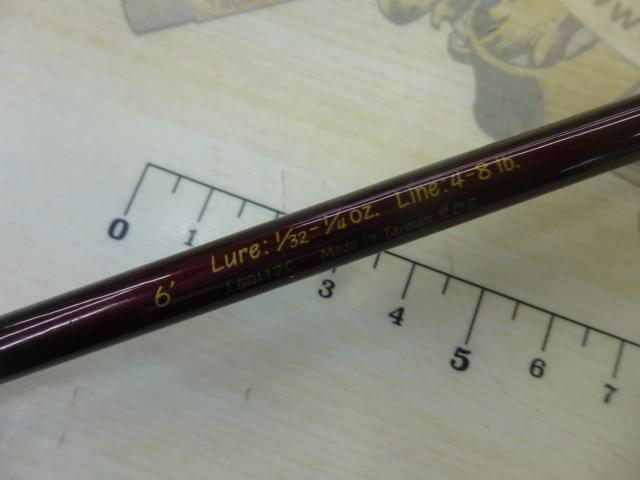 6' Lure: 1/32-1/4 oz. Line: 4-8 lb.
J50112C Made in Taiwan R.O.C.
0 1 3 4 5 6 7